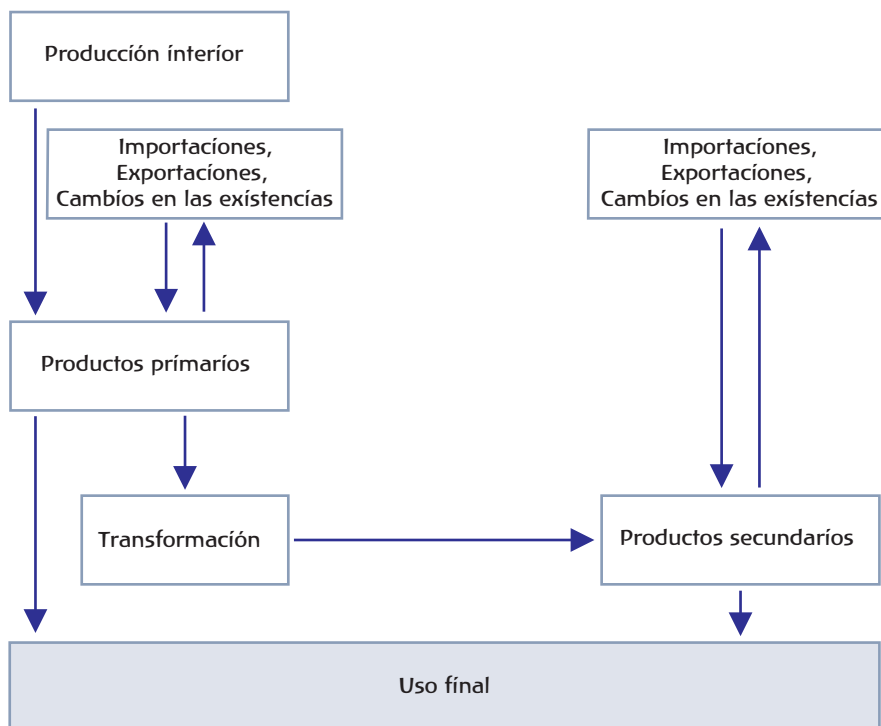 Producción interior
Importaciones,
Exportaciones,
Cambios en las existencias
Importaciones,
Exportaciones,
Cambios en las existencias
Productos primarios
Transformación
Productos secundarios
Uso final